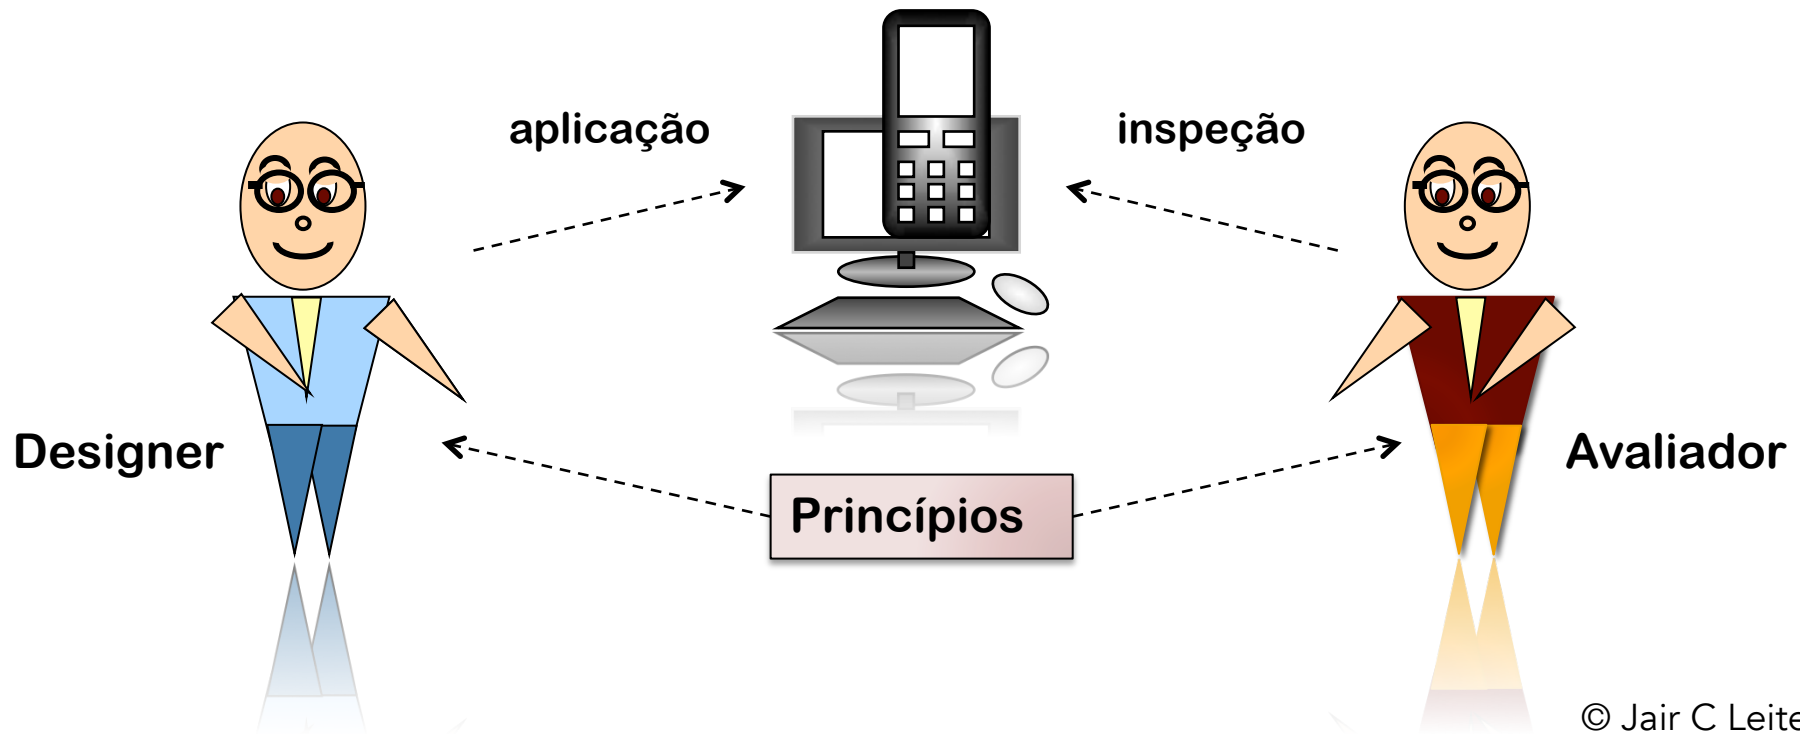 aplicação
inspeção
Designer
Avaliador
Princípios
© Jair C Leite